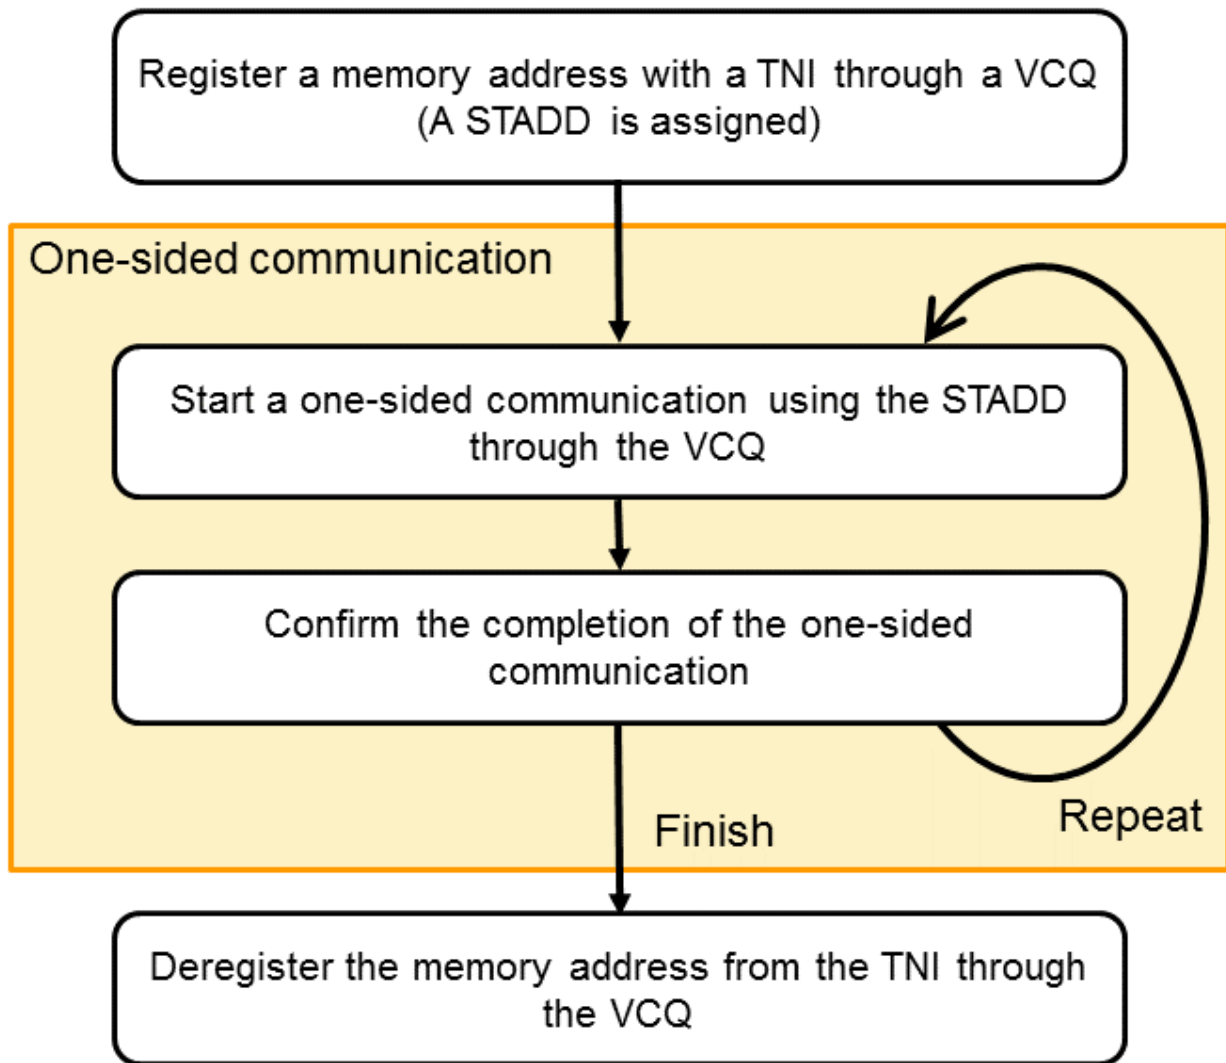 Register a memory address with a TNI through a VCQ
(A STADD is assigned)
One-sided communication
Start a one-sided communication using the STADD
through the VCQ
Confirm the completion of the one-sided
communication
Finish
Repeat
Deregister the memory address from the TNI through
the VCQ